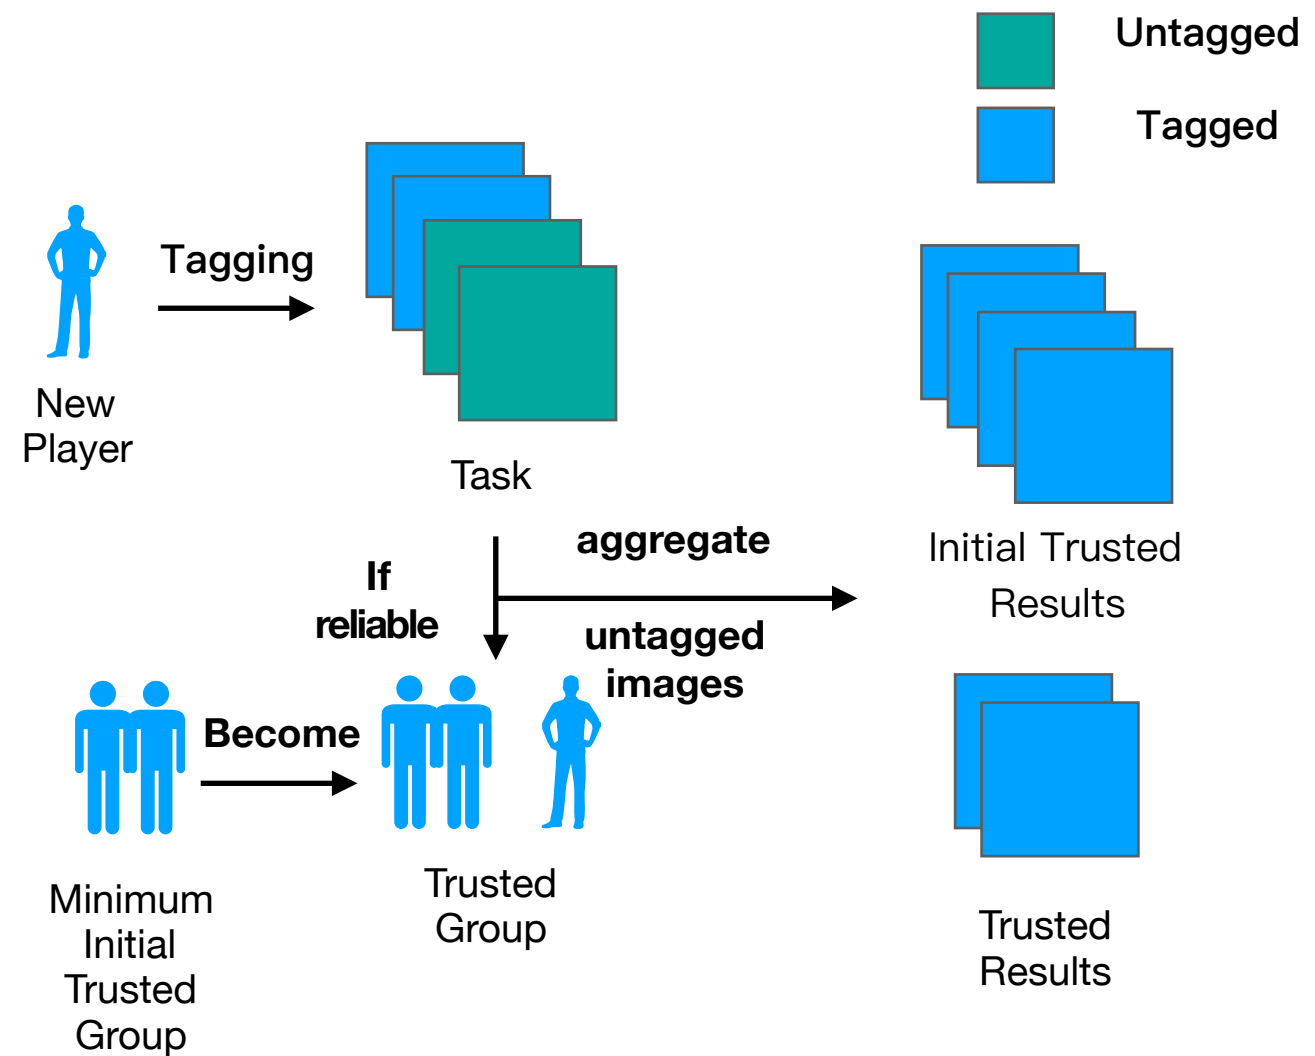 Untagged
Tagged
Tagging
New
Player
Task
aggregate
If
reliable
untagged
images
Initial Trusted
Results
Become
Minimum
Initial
Trusted
Group
Trusted
Group
Trusted
Results